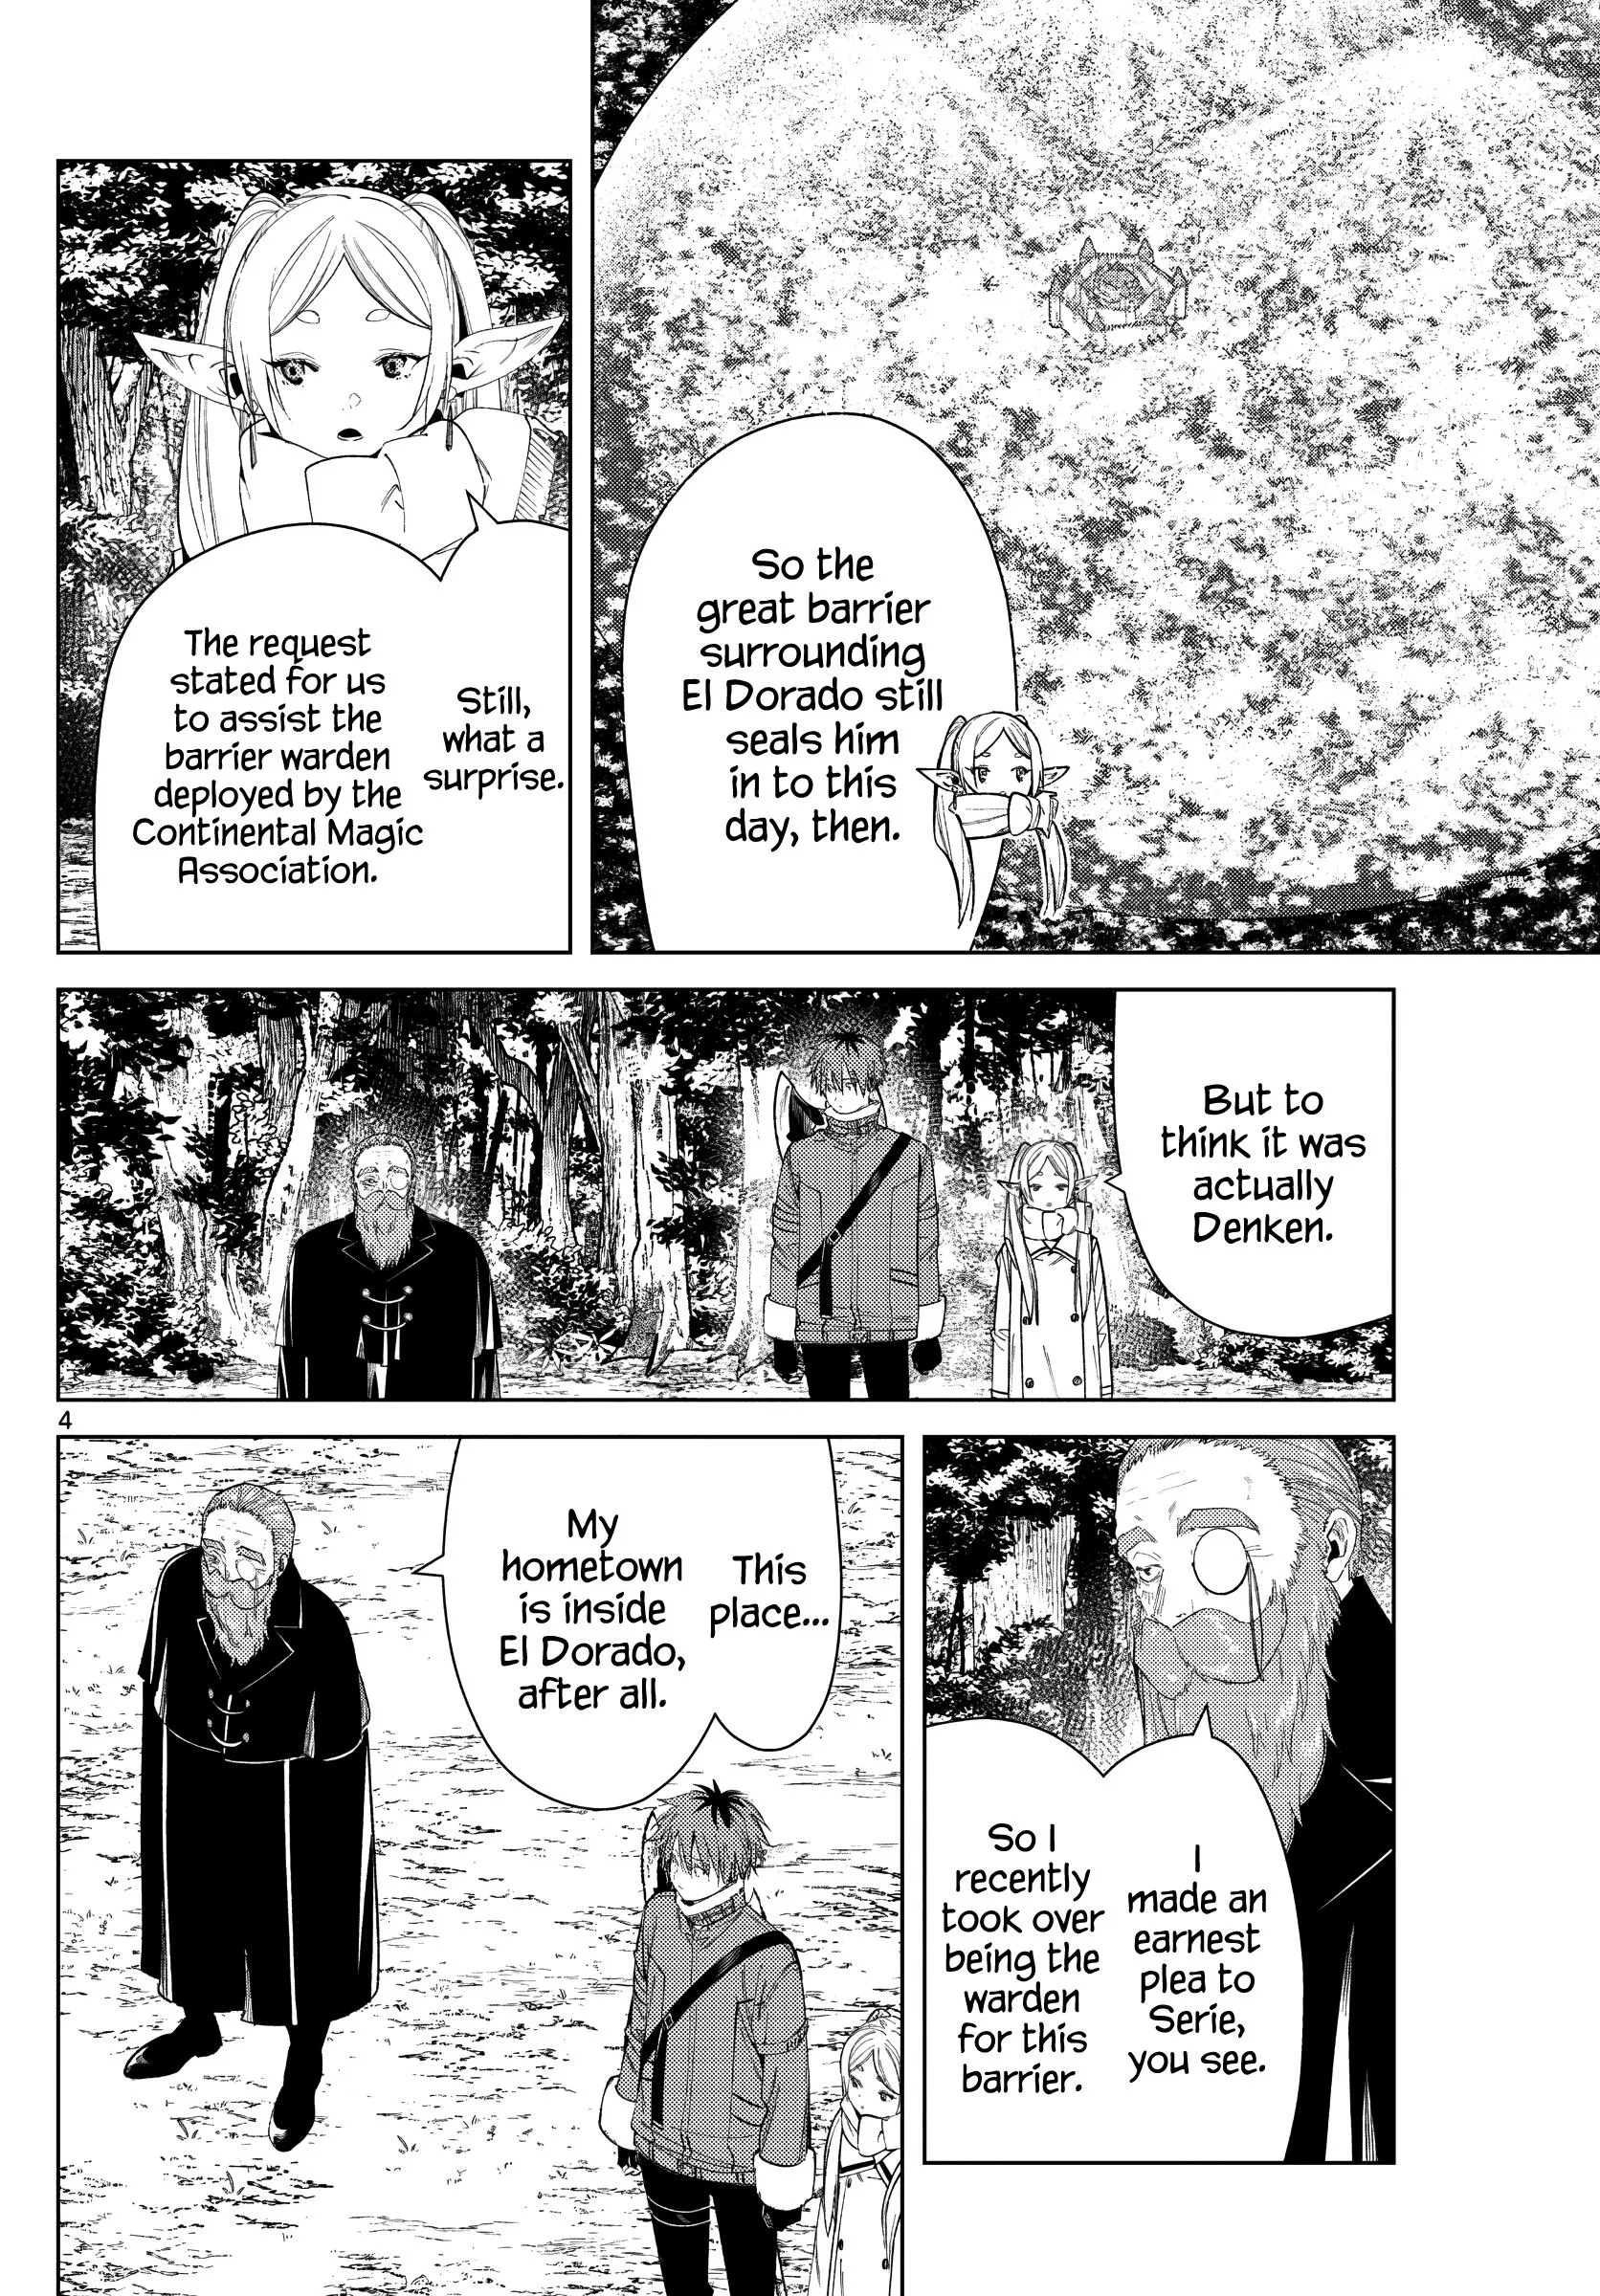 So the
great barrier
surrounding
El Dorado still
seals him
in to this
day, then.
Still,
what a
surprise.
The request
stated for us
to assist the
barrier warden
deployed by the
Continental Magic
Association.
But to
think it was
actually
Denken.
4
I
made an
earnest
plea to
Serie,
you see.
So I
recently
took over
being the
warden
for this
barrier.
This
place...
My
hometown
is inside
El Dorado,
after all.